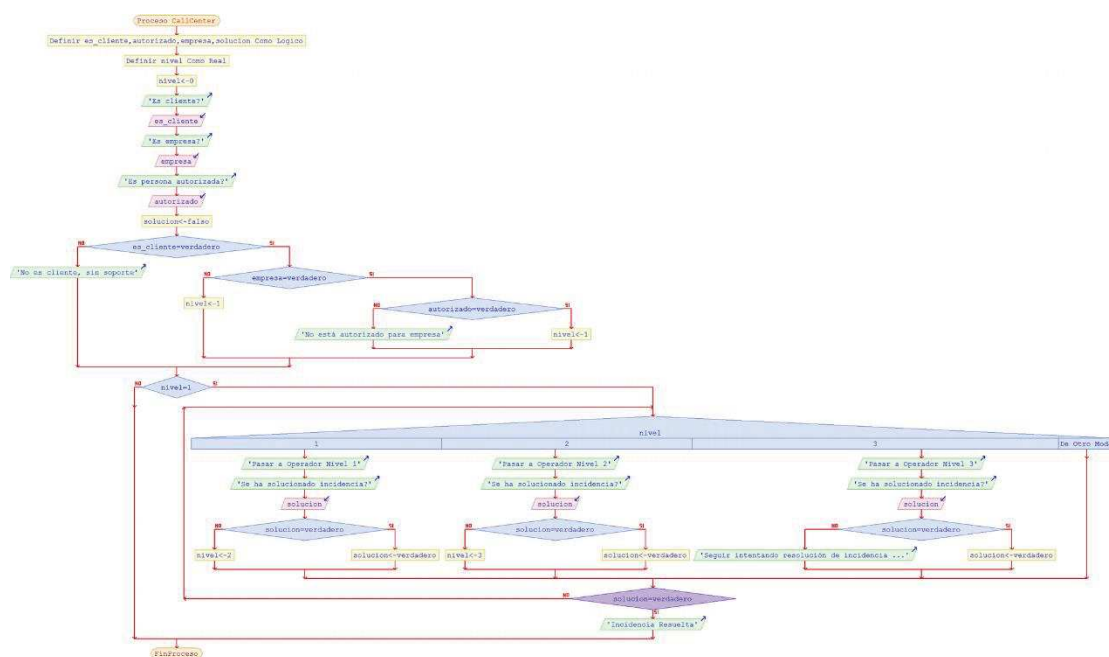 Proceso CallCenter
Definir es_cliente,autorizado,empresa,solucion Como Logico
Definir nivel Como Real
nivel<-0
'Es cliente?'
es_cliente
'Es empresa?'
empresa
'Es persona autorizada?'
autorizado
solucion<-falso
NO es_cliente=verdadero SI
'No es cliente, sin soporte'
NO empresa=verdadero SI
nivel<-1
NO autorizado=verdadero SI
'No está autorizado para empresa' nivel<-1
NO nivel=1 SI
nivel
1 2 3 De Otro Modo
'Pasar a Operador Nivel 1' 'Pasar a Operador Nivel 2' 'Pasar a Operador Nivel 3'
'Se ha solucionado incidencia?' 'Se ha solucionado incidencia?' 'Se ha solucionado incidencia?'
solucion solucion solucion
NO solucion=verdadero SI NO solucion=verdadero SI NO solucion=verdadero SI
nivel<-2 solucion<-verdadero nivel<-3 solucion<-verdadero 'Seguir intentando resolución de incidencia ...' solucion<-verdadero
NO solucion=verdadero
SI
'Incidencia Resuelta'
FinProceso